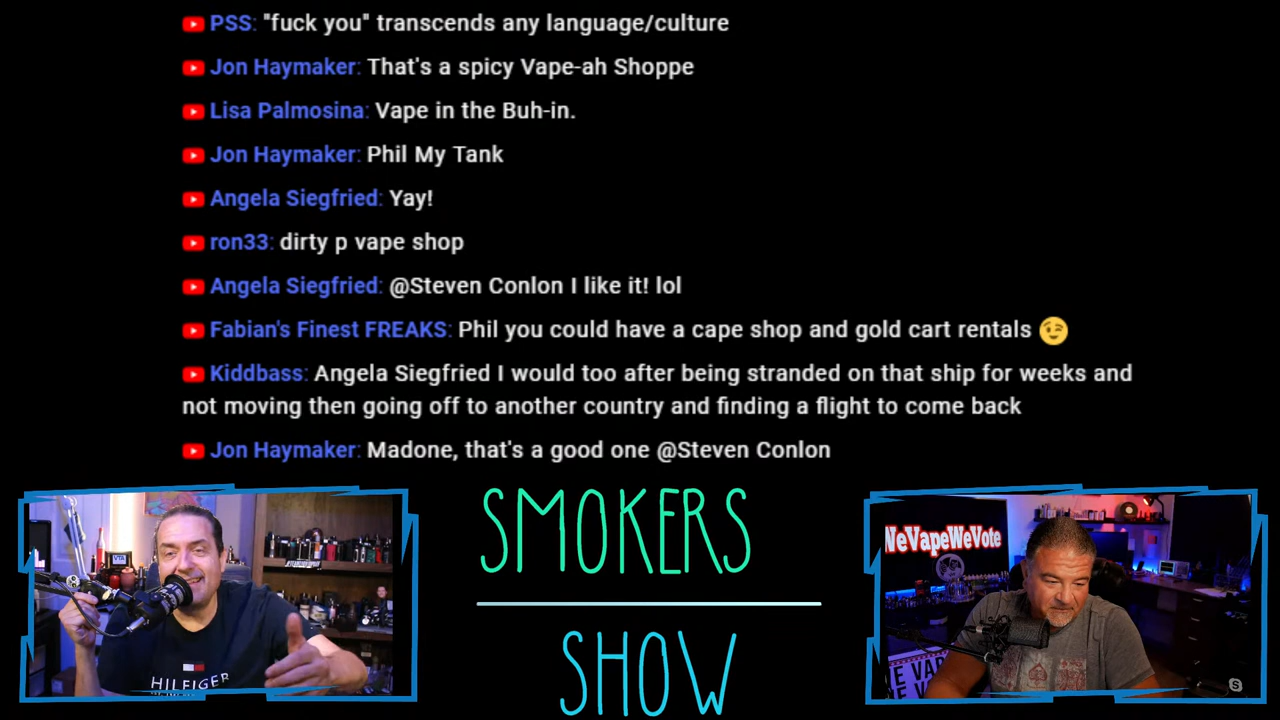 PSS: "fuck you" transcends any language/culture
Jon Haymaker: That's a spicy Vape-ah Shoppe
Lisa Palmosina: Vape in the Buh-in.
Jon Haymaker: Phil My Tank
Angela Siegfried: Yay!
ron33: dirty p vape shop
Angela Siegfried: @Steven Conlon I like it! lol
Fabian's Finest FREAKS: Phil you could have a cape shop and gold cart rentals 😉
Kiddbass: Angela Siegfried I would too after being stranded on that ship for weeks and
not moving then going off to another country and finding a flight to come back
Jon Haymaker: Madone, that's a good one @Steven Conlon
SMOKERS
SHOW
HILFIGER
WeVapeWeVote